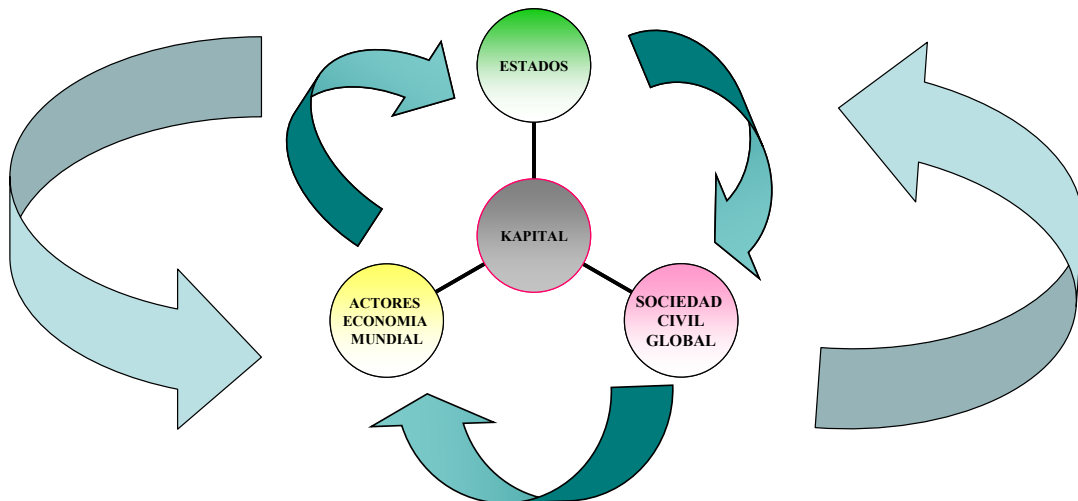 ESTADOS
KAPITAL
ACTORES
ECONOMIA
MUNDIAL
SOCIEDAD
CIVIL
GLOBAL